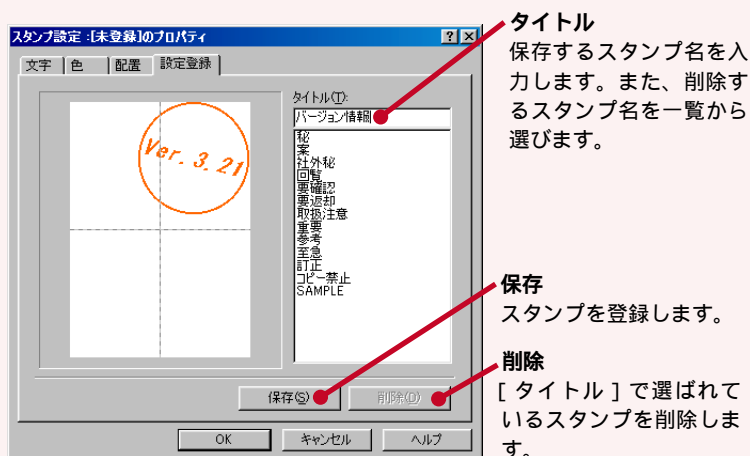 スタンプ設定 :[未登録]のプロパティ
文字
色
配置
設定登録
Ver. 3. 21
タイトル(T):
バージョン情報
秘
案
社外秘
回覧
要確認
要返却
取扱注意
重要
参考
至急
訂正
コピー禁止
SAMPLE
保存(S)
削除(D)
OK
キャンセル
ヘルプ
タイトル
保存するスタンプ名を入
力します。また、削除す
るスタンプ名を一覧から
選びます。
保存
スタンプを登録します。
削除
[ タイトル ] で選ばれて
いるスタンプを削除しま
す。